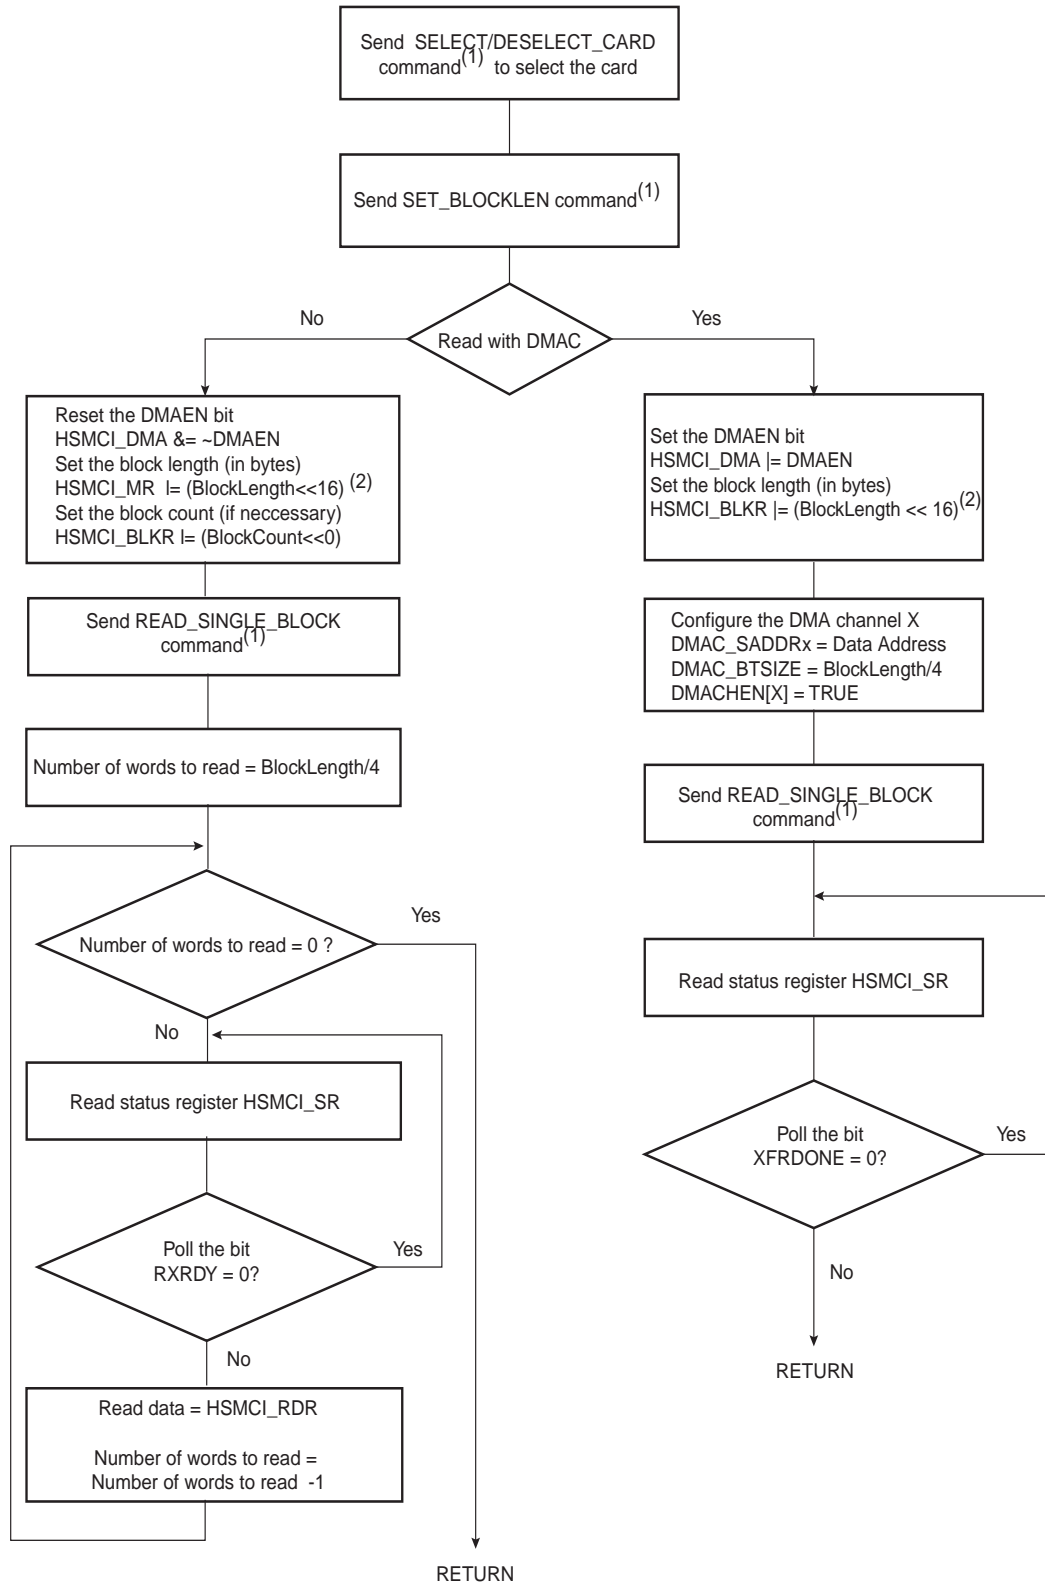 Send SELECT/DESELECT_CARD
command(1) to select the card
Send SET_BLOCKLEN command(1)
No
Yes
Read with DMAC
Reset the DMAEN bit
HSMCI_DMA &= ~DMAEN
Set the block length (in bytes)
HSMCI_MR l= (BlockLength<<16) (2)
Set the block count (if neccessary)
HSMCI_BLKR l= (BlockCount<<0)
Send READ_SINGLE_BLOCK
command(1)
Number of words to read = BlockLength/4
Number of words to read = 0 ?
Yes
No
Read status register HSMCI_SR
Poll the bit
RXRDY = 0?
Yes
No
Read data = HSMCI_RDR
Number of words to read =
Number of words to read -1
RETURN
Set the DMAEN bit
HSMCI_DMA |= DMAEN
Set the block length (in bytes)
HSMCI_BLKR |= (BlockLength << 16)(2)
Configure the DMA channel X
DMAC_SADDRx = Data Address
DMAC_BTSIZE = BlockLength/4
DMACHEN[X] = TRUE
Send READ_SINGLE_BLOCK
command(1)
Read status register HSMCI_SR
Poll the bit
XFRDONE = 0?
Yes
No
RETURN